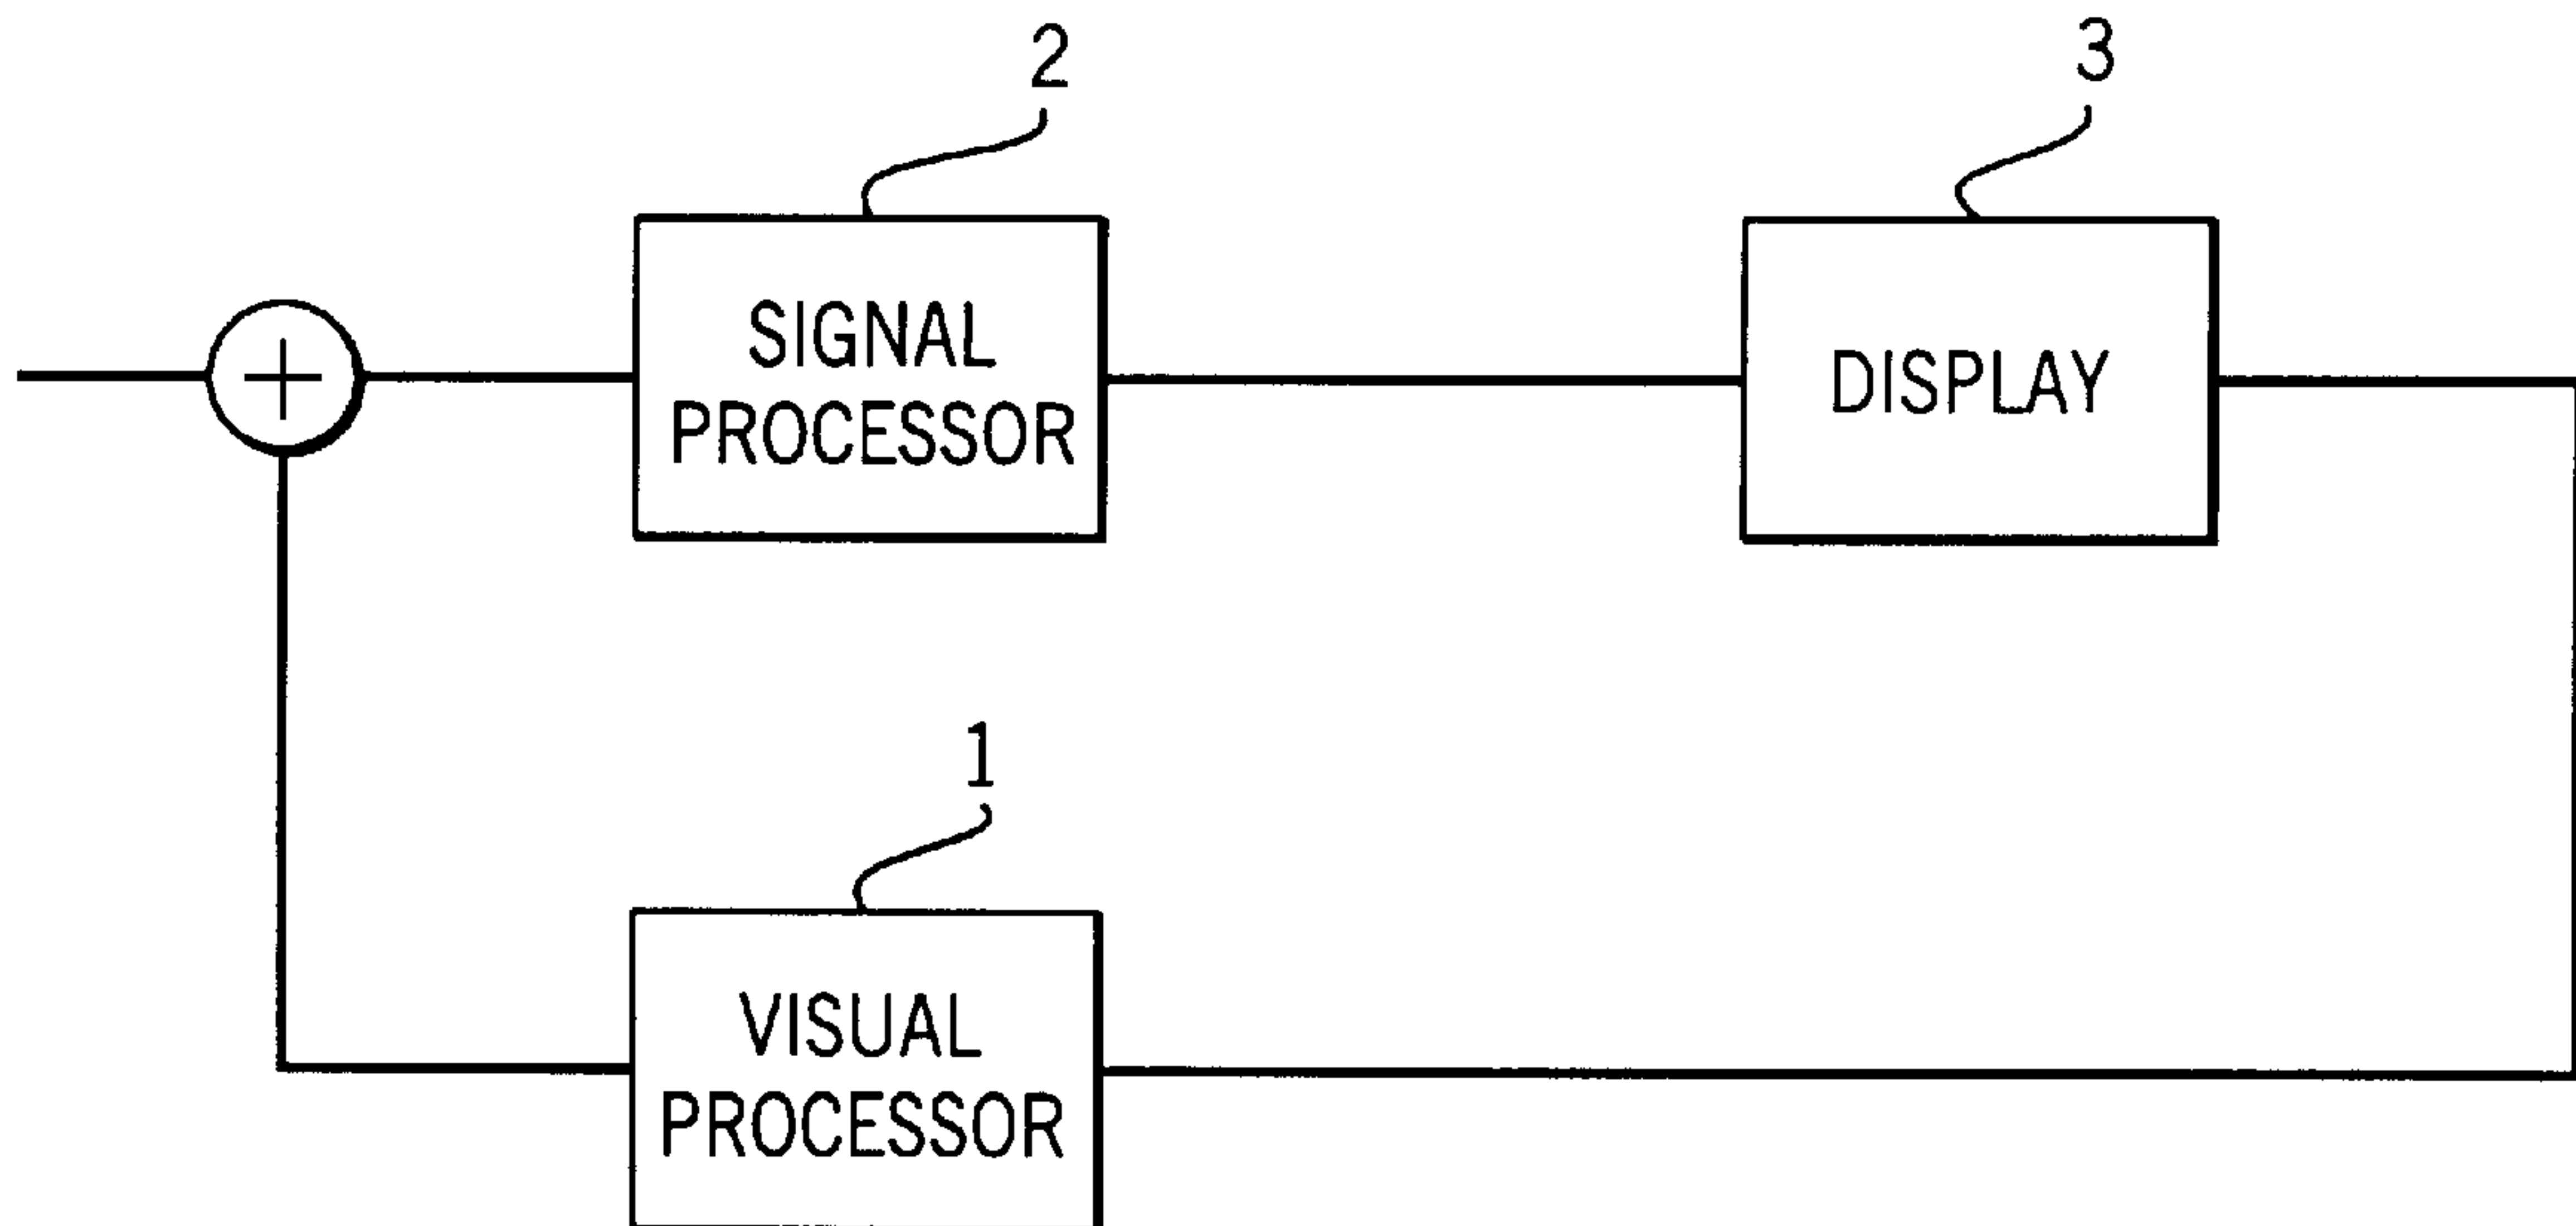 2
3
SIGNAL
PROCESSOR
DISPLAY
+
1
VISUAL
PROCESSOR